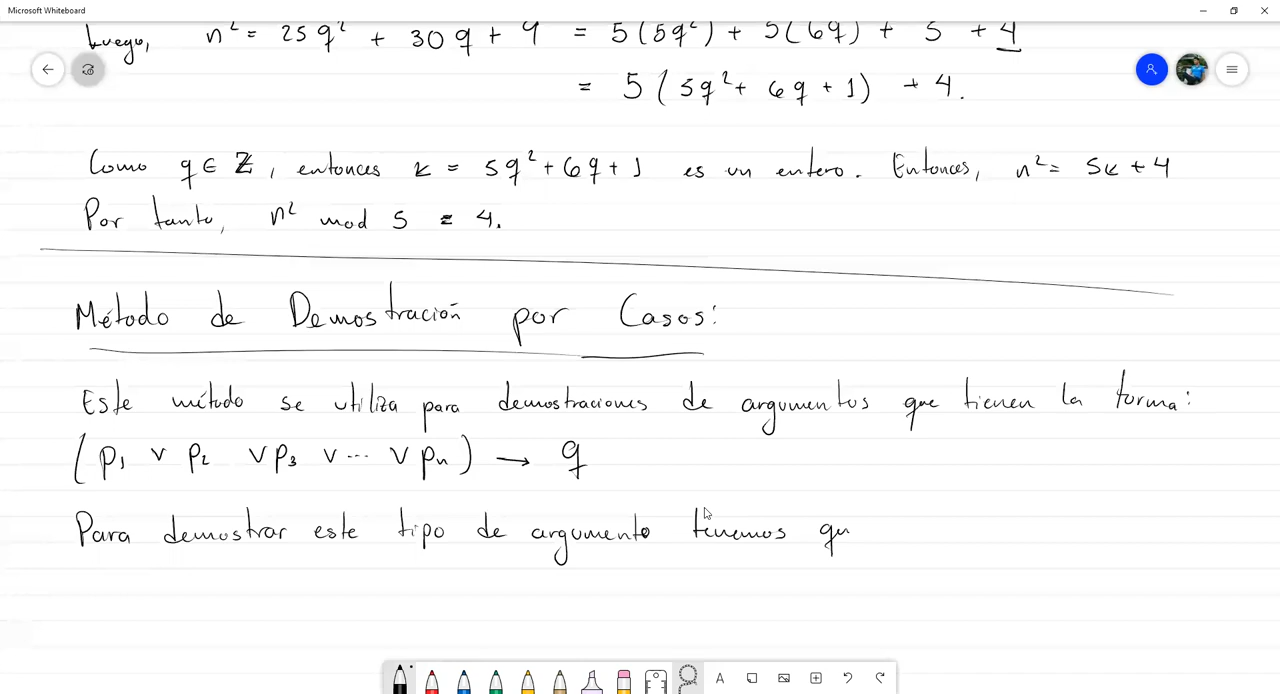 Microsoft Whiteboard
Luego, n² = 25q² + 30q + 9 = 5(5q²) + 5(6q) + 5 + 4
= 5(5q² + 6q + 1) + 4.
Como q ∈ ℤ, entonces k = 5q² + 6q + 1 es un entero. Entonces, n² = 5k + 4
Por tanto, n² mod 5 = 4.
Método de Demostración por Casos:
Este método se utiliza para demostraciones de argumentos que tienen la forma:
(p₁ ∨ p₂ ∨ p₃ ∨ ... ∨ pₙ) → q
Para demostrar este tipo de argumento tenemos qu